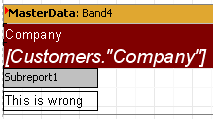 MasterData: Band4
Company
[Customers."Company"]
Subreport1
This is wrong